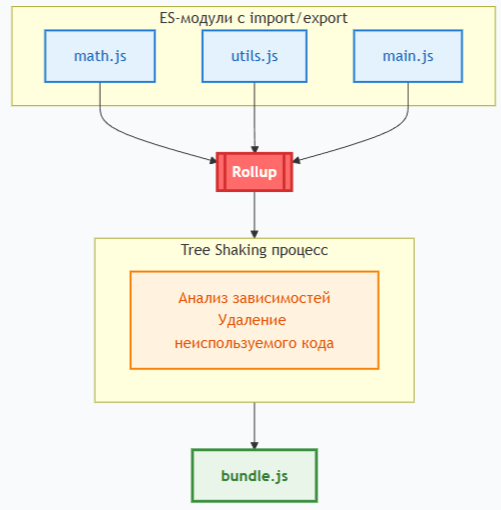 ES-модули с import/export
math.js
utils.js
main.js
Rollup
Tree Shaking процесс
Анализ зависимостей
Удаление
неиспользуемого кода
bundle.js